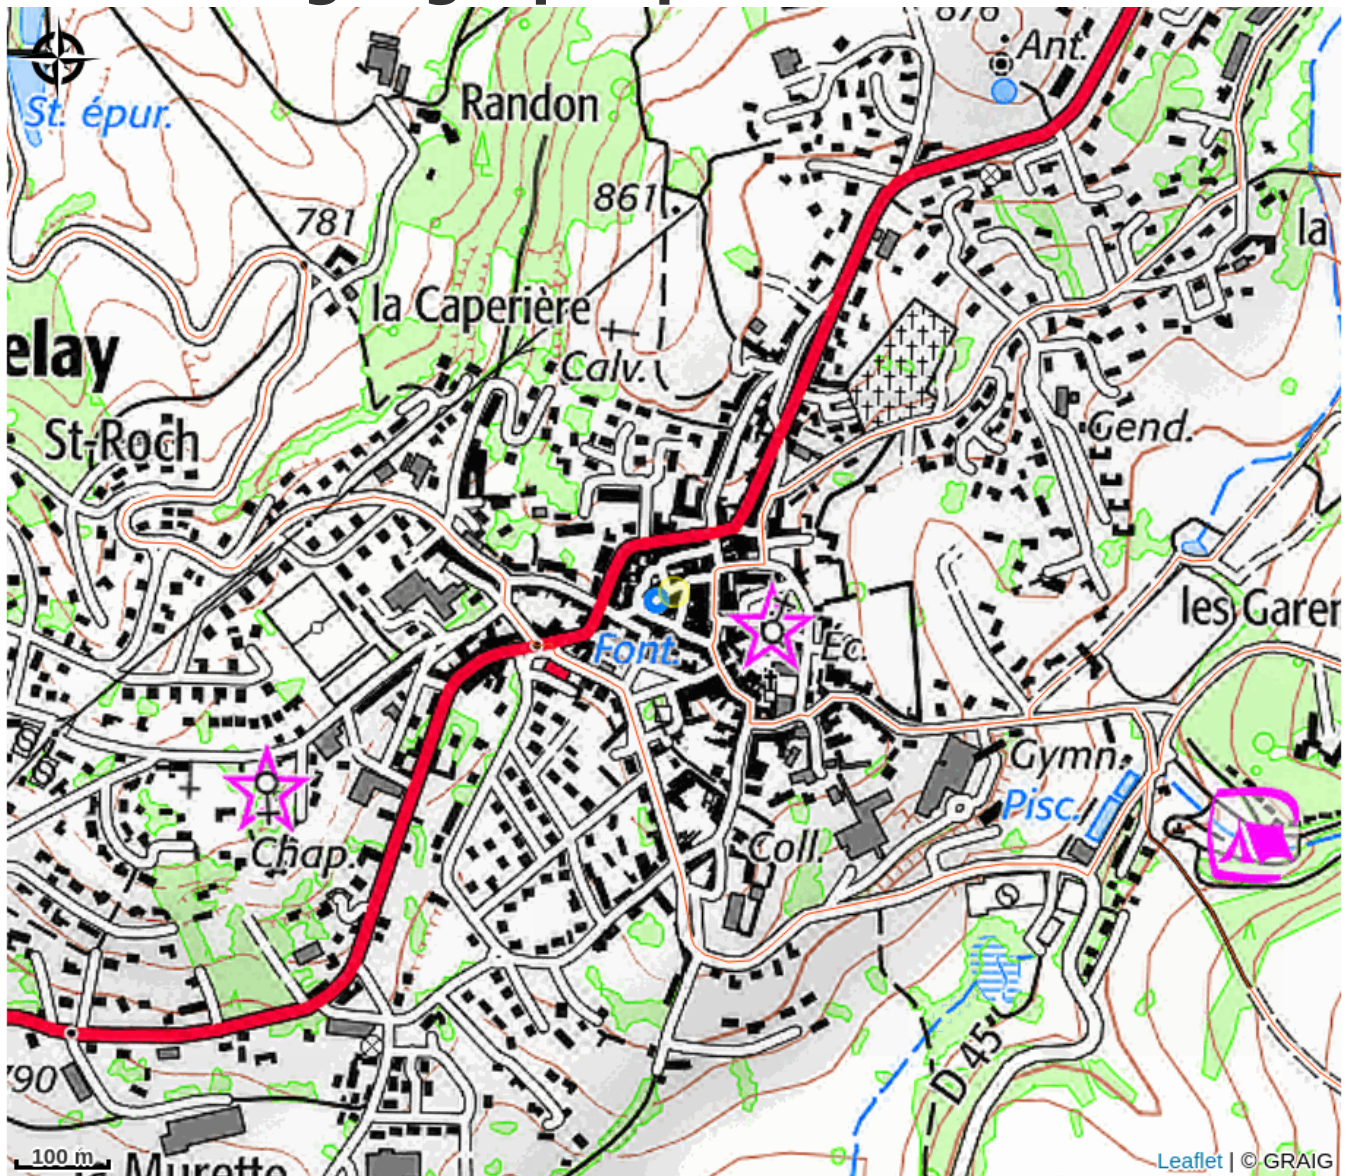 878
Ant.
St. épur.
Randon
861
781
la
la Caperière
elay
Calv.
St-Roch
Gend.
les Garen
Font.
Ec.
Gymn.
Pisc.
Chap.
Coll.
D 45
790
100 m
Murette
Leaflet | © GRAIG